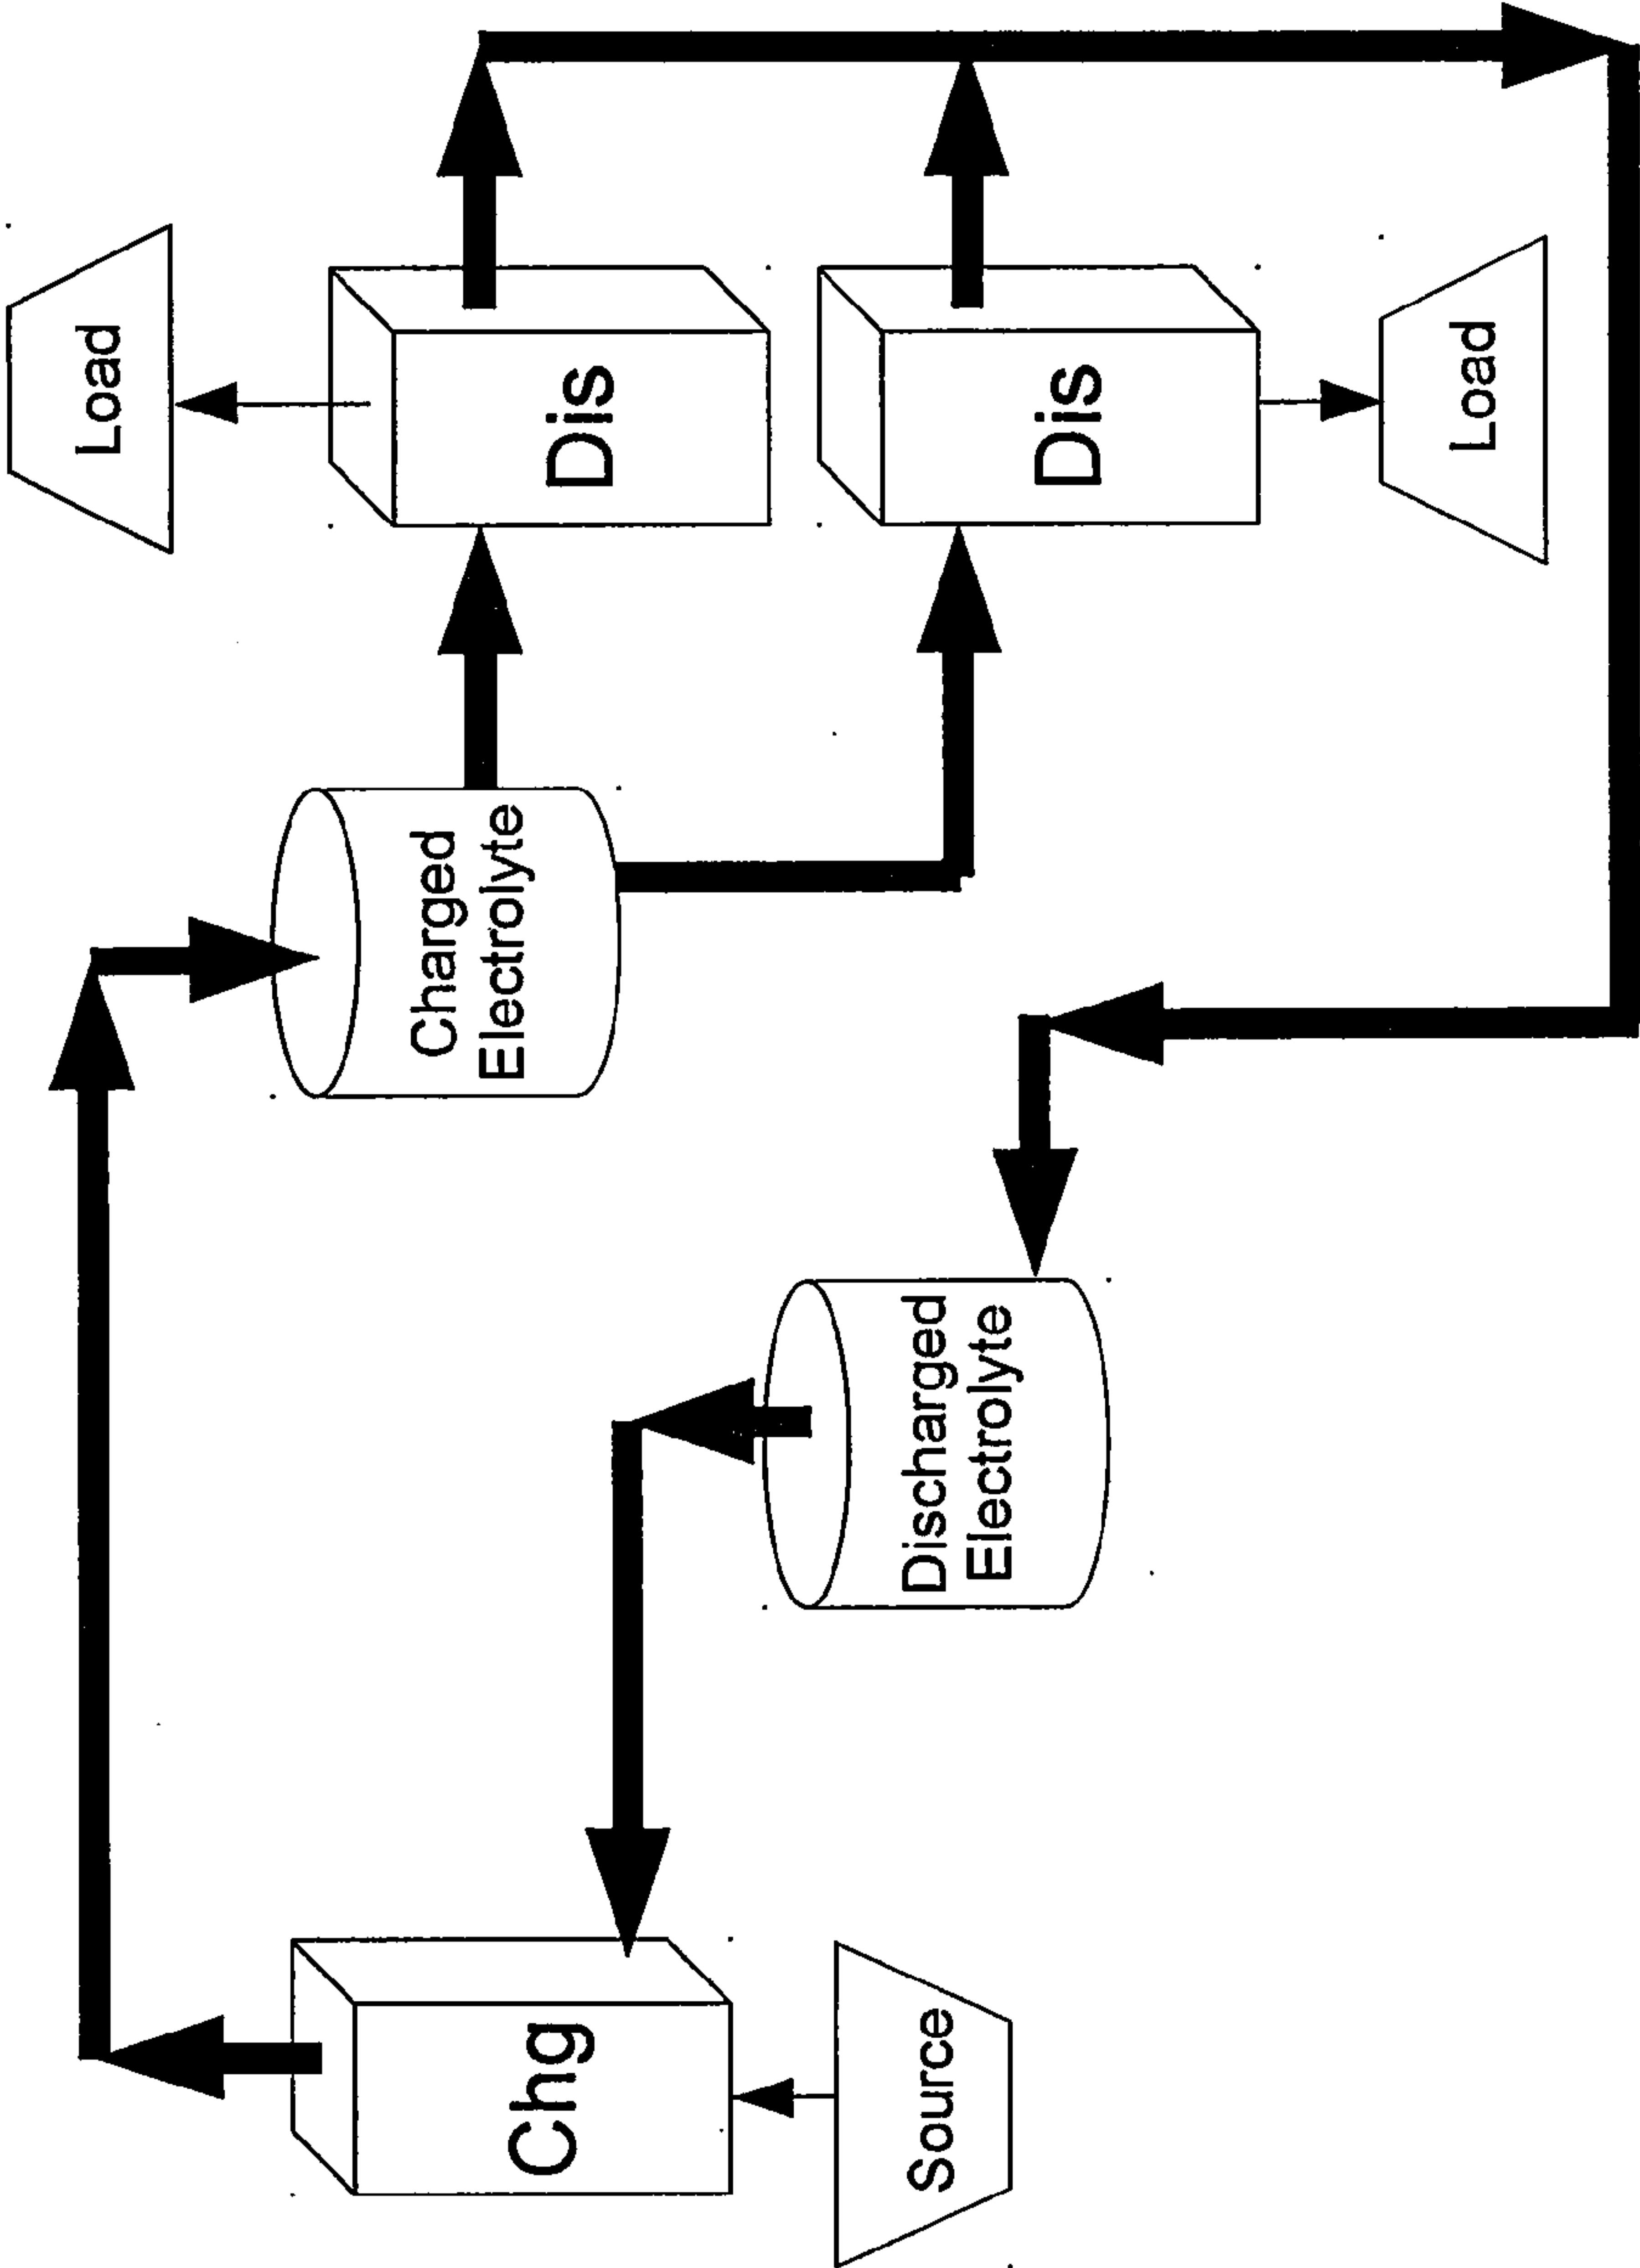 Source
Chg
Discharged
Electrolyte
Charged
Electrolyte
Load
Dis
Dis
Load